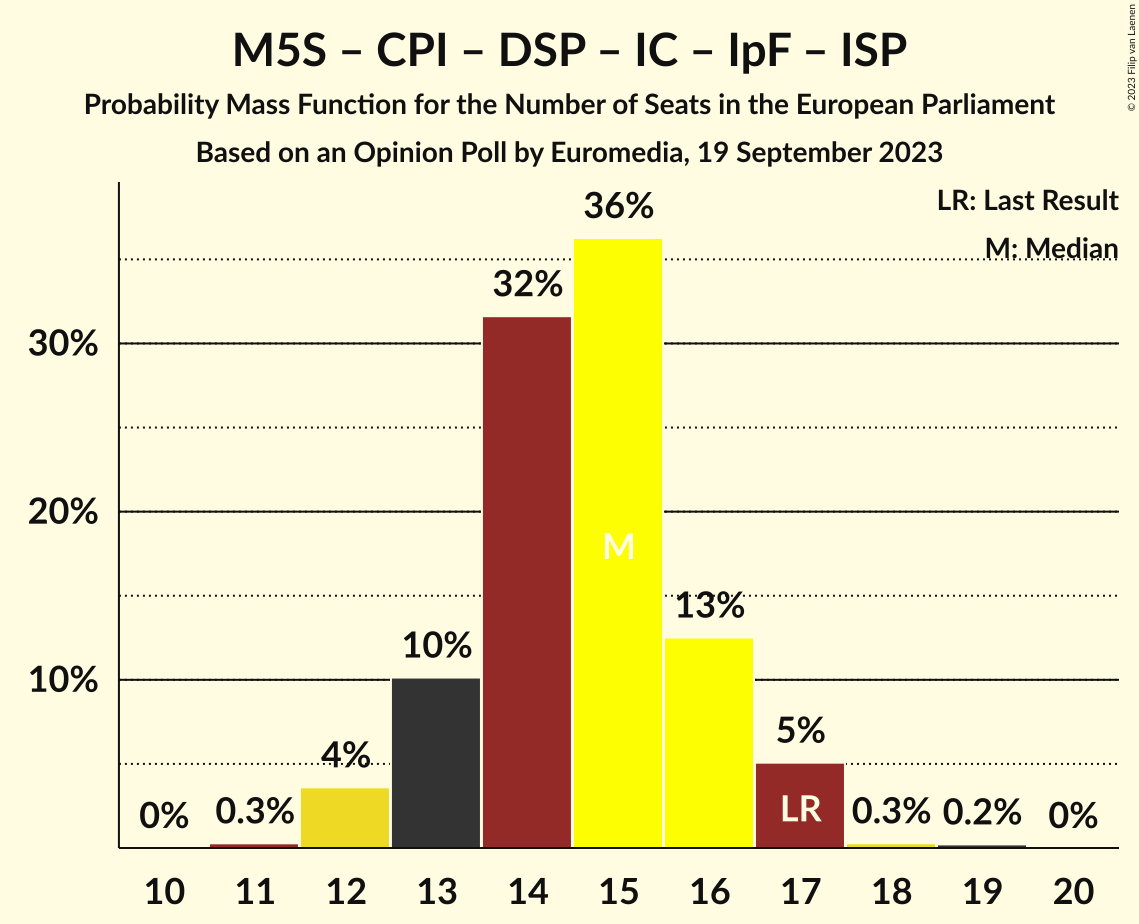 M5S – CPI – DSP – IC – IpF – ISP
Probability Mass Function for the Number of Seats in the European Parliament
Based on an Opinion Poll by Euromedia, 19 September 2023
© 2023 Filip van Laenen
LR: Last Result
M: Median
30%
20%
10%
0%
0.3%
4%
10%
32%
36%
M
13%
5%
LR
0.3%
0.2%
0%
10 11 12 13 14 15 16 17 18 19 20